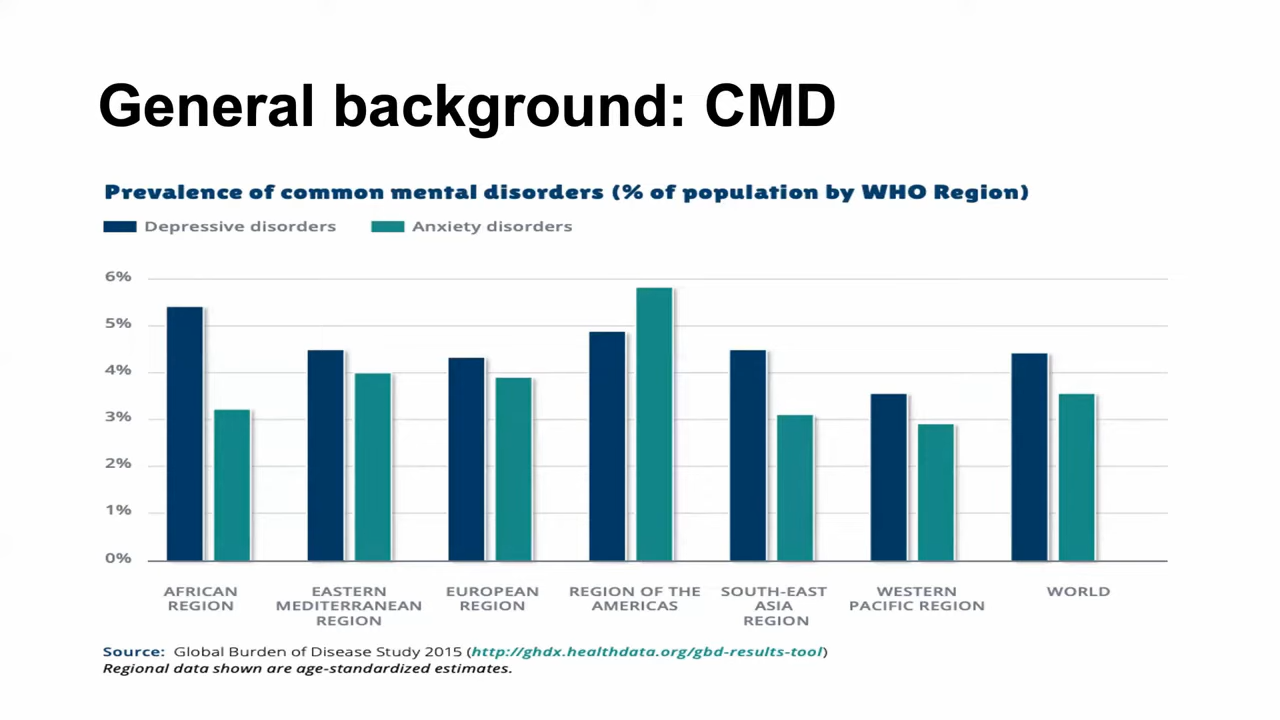 General background: CMD
Prevalence of common mental disorders (% of population by WHO Region)
Depressive disorders
Anxiety disorders
6%
5%
4%
3%
2%
1%
0%
AFRICAN
REGION
EASTERN
MEDITERRANEAN
REGION
EUROPEAN
REGION
REGION OF THE
AMERICAS
SOUTH-EAST
ASIA
REGION
WESTERN
PACIFIC REGION
WORLD
Source: Global Burden of Disease Study 2015 (http://ghdx.healthdata.org/gbd-results-tool)
Regional data shown are age-standardized estimates.